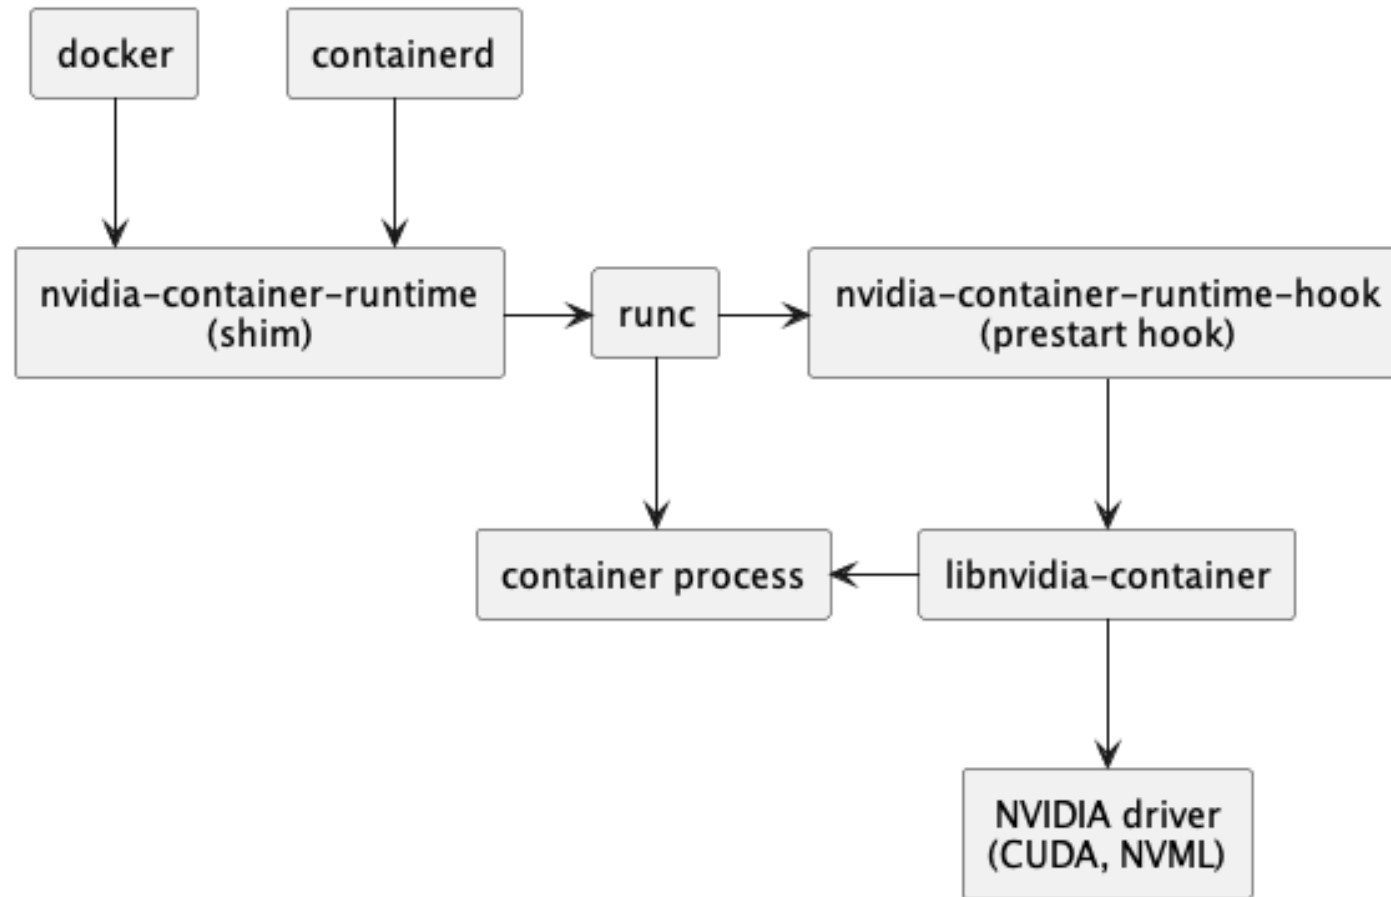 docker
containerd
nvidia-container-runtime
(shim)
runc
nvidia-container-runtime-hook
(prestart hook)
container process
libnvidia-container
NVIDIA driver
(CUDA, NVML)